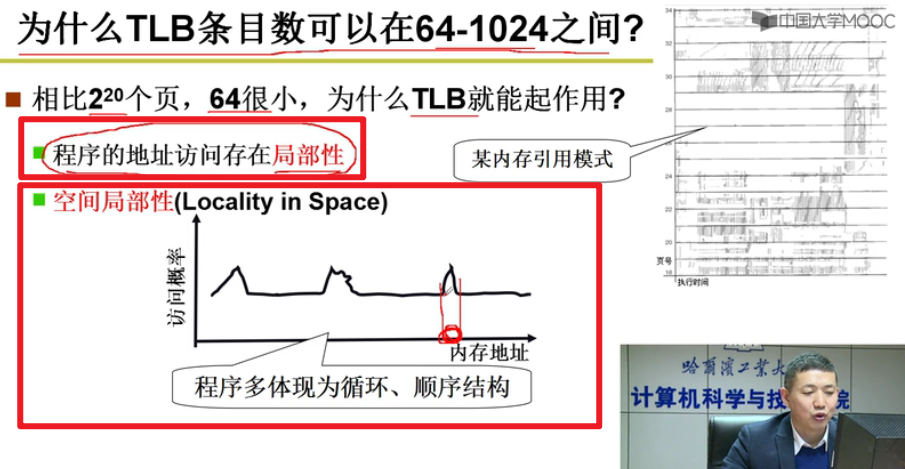 为什么TLB条目数可以在64-1024之间?
中国大学MOOC
相比2²⁰个页，64很小，为什么TLB就能起作用?
程序的地址访问存在局部性
某内存引用模式
空间局部性(Locality in Space)
访问概率
内存地址
程序多体现为循环、顺序结构
34
32
30
28
24
22
20
页号
18
执行时间
哈尔滨工业大
计算机科学与技 院